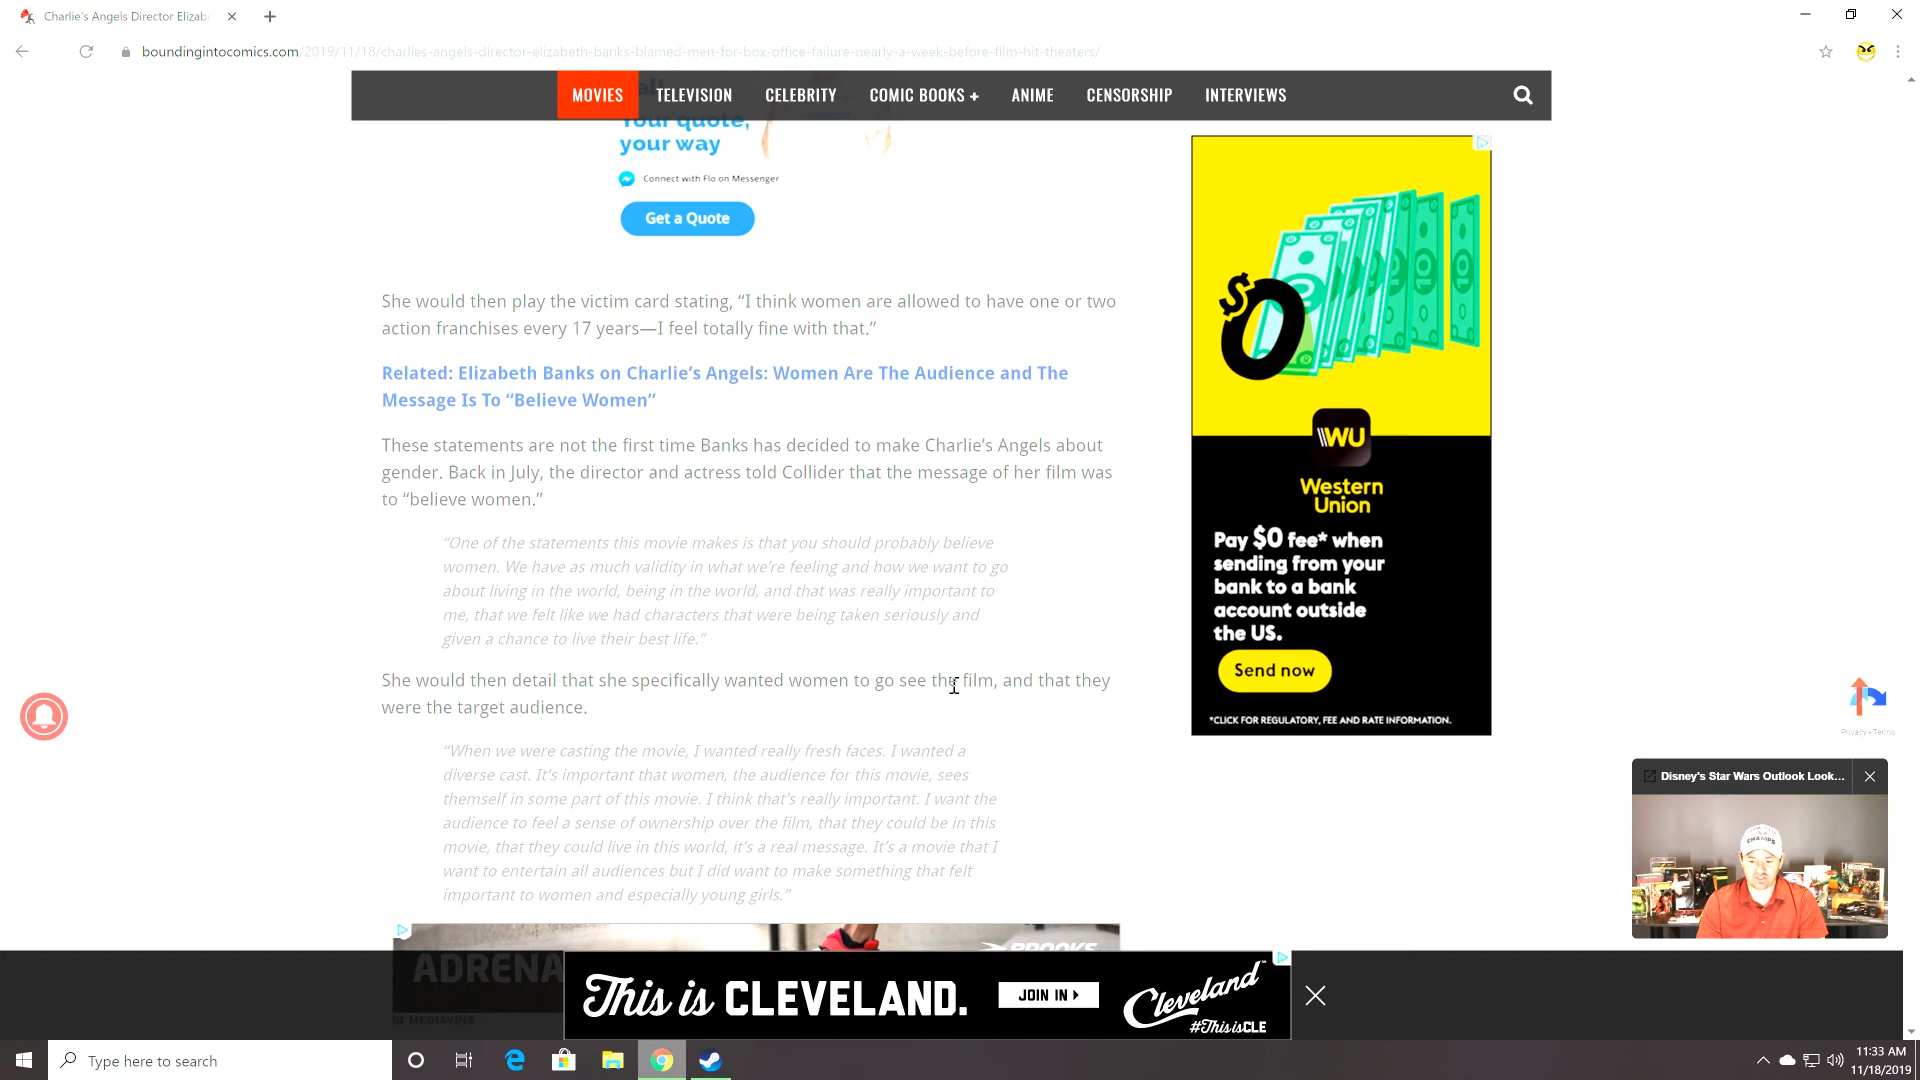 Charlie's Angels Director Elizab
boundingintocomics.com/2019/11/18/charlies-angels-director-elizabeth-banks-blamed-men-for-box-office-failure-nearly-a-week-before-film-hit-theaters/
MOVIES TELEVISION CELEBRITY COMIC BOOKS + ANIME CENSORSHIP INTERVIEWS
Your quote,
your way
Connect with Flo on Messenger
Get a Quote
She would then play the victim card stating, “I think women are allowed to have one or two
action franchises every 17 years—I feel totally fine with that.”
Related: Elizabeth Banks on Charlie’s Angels: Women Are The Audience and The
Message Is To “Believe Women”
These statements are not the first time Banks has decided to make Charlie’s Angels about
gender. Back in July, the director and actress told Collider that the message of her film was
to “believe women.”
“One of the statements this movie makes is that you should probably believe
women. We have as much validity in what we’re feeling and how we want to go
about living in the world, being in the world, and that was really important to
me, that we felt like we had characters that were being taken seriously and
given a chance to live their best life.”
She would then detail that she specifically wanted women to go see the film, and that they
were the target audience.
“When we were casting the movie, I wanted really fresh faces. I wanted a
diverse cast. It’s important that women, the audience for this movie, sees
themself in some part of this movie. I think that’s really important. I want the
audience to feel a sense of ownership over the film, that they could be in this
movie, that they could live in this world, it’s a real message. It’s a movie that I
want to entertain all audiences but I did want to make something that felt
important to women and especially young girls.”
$0
10
WU
Western
Union
Pay $0 fee* when
sending from your
bank to a bank
account outside
the US.
Send now
*CLICK FOR REGULATORY, FEE AND RATE INFORMATION.
Privacy - Terms
Disney's Star Wars Outlook Look...
CHAMPS
BROOKS
ADRENA
MEDIAVINE
This is CLEVELAND.
JOIN IN
Cleveland
#ThisisCLE
Type here to search
11:33 AM
11/18/2019